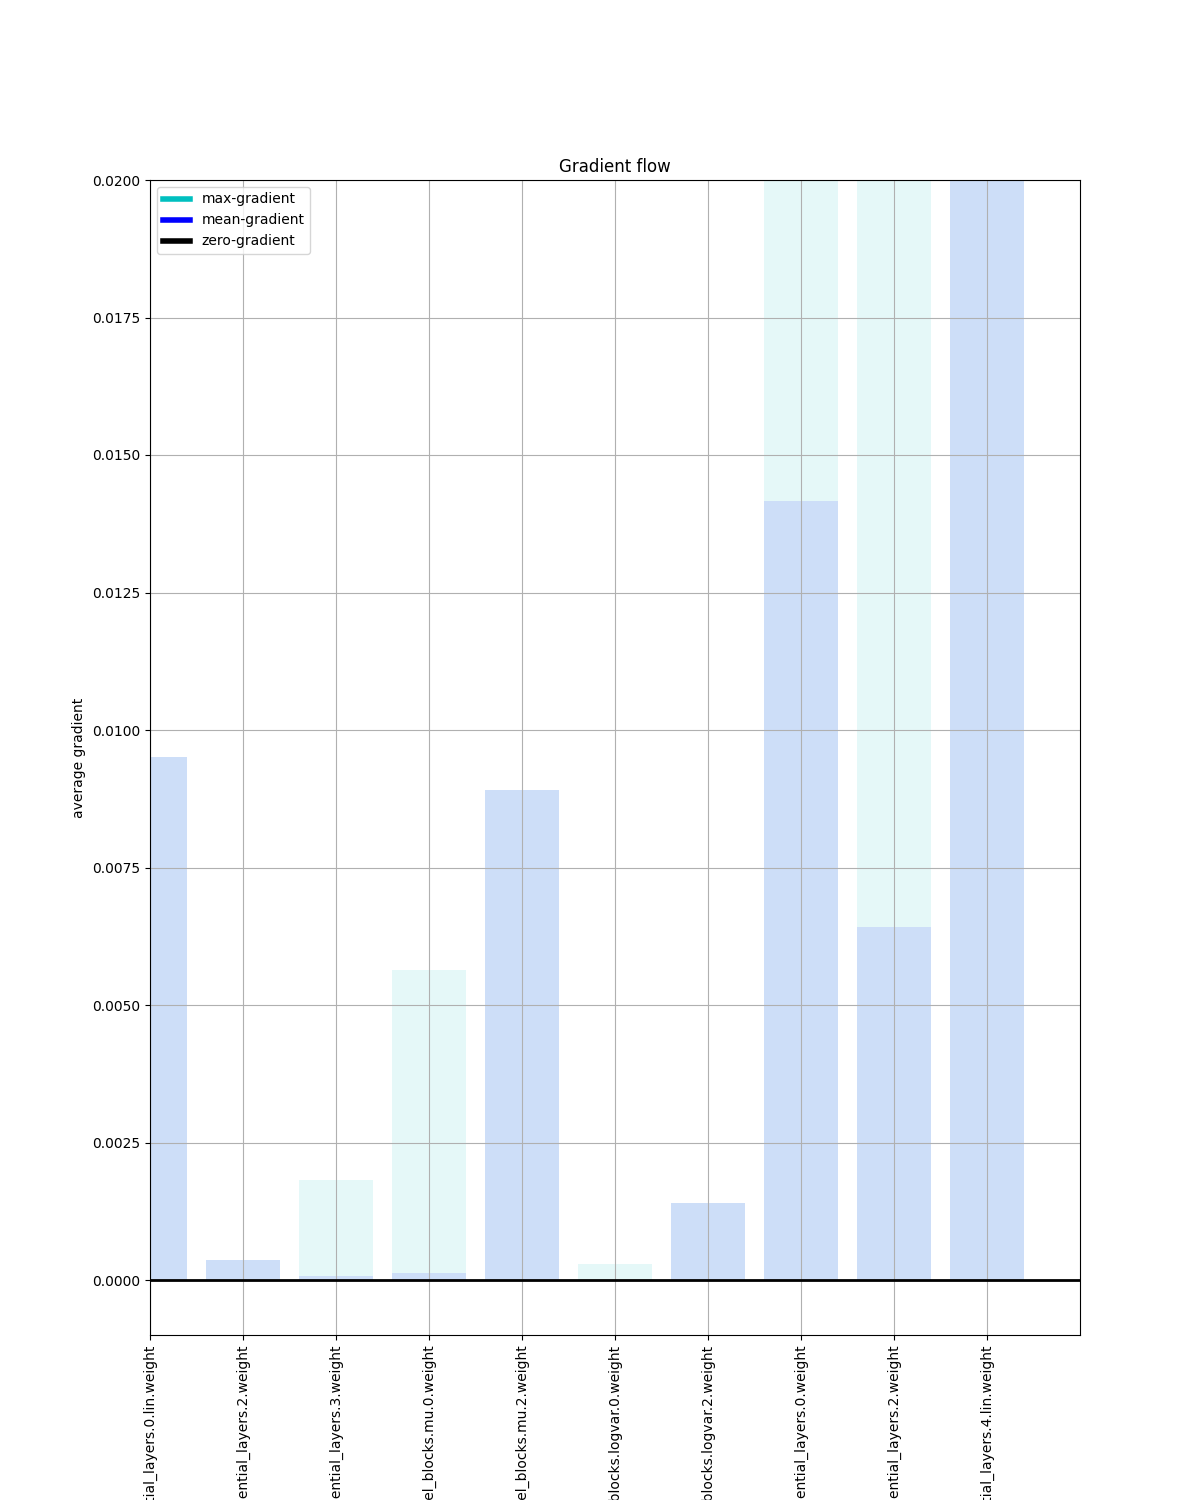 Gradient flow
max-gradient
mean-gradient
zero-gradient
0.0200
0.0175
0.0150
0.0125
0.0100
0.0075
0.0050
0.0025
0.0000
average gradient
tial_layers.0.lin.weight
ential_layers.2.weight
ential_layers.3.weight
el_blocks.mu.0.weight
el_blocks.mu.2.weight
blocks.logvar.0.weight
blocks.logvar.2.weight
ential_layers.0.weight
ential_layers.2.weight
tial_layers.4.lin.weight